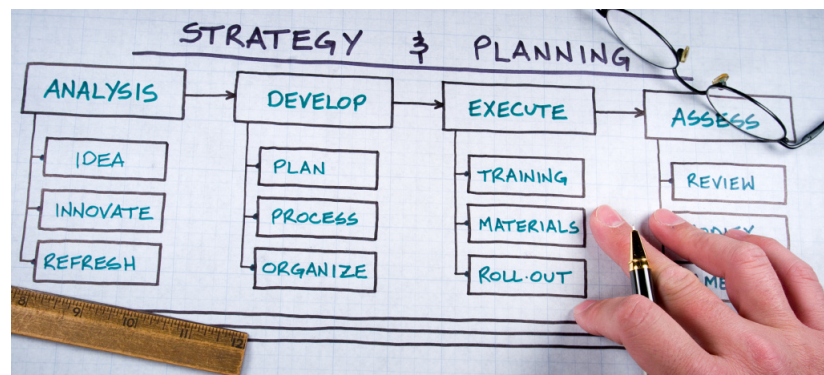 STRATEGY & PLANNING
ANALYSIS
IDEA
INNOVATE
REFRESH
DEVELOP
PLAN
PROCESS
ORGANIZE
EXECUTE
TRAINING
MATERIALS
ROLL-OUT
ASSESS
REVIEW
8 9 10 11 12